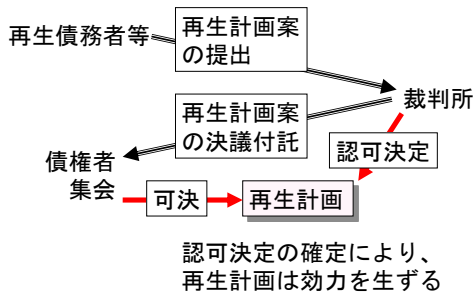 再生債務者等
再生計画案
の提出
裁判所
再生計画案
の決議付託
認可決定
債権者
集会
可決
再生計画
認可決定の確定により、
再生計画は効力を生ずる